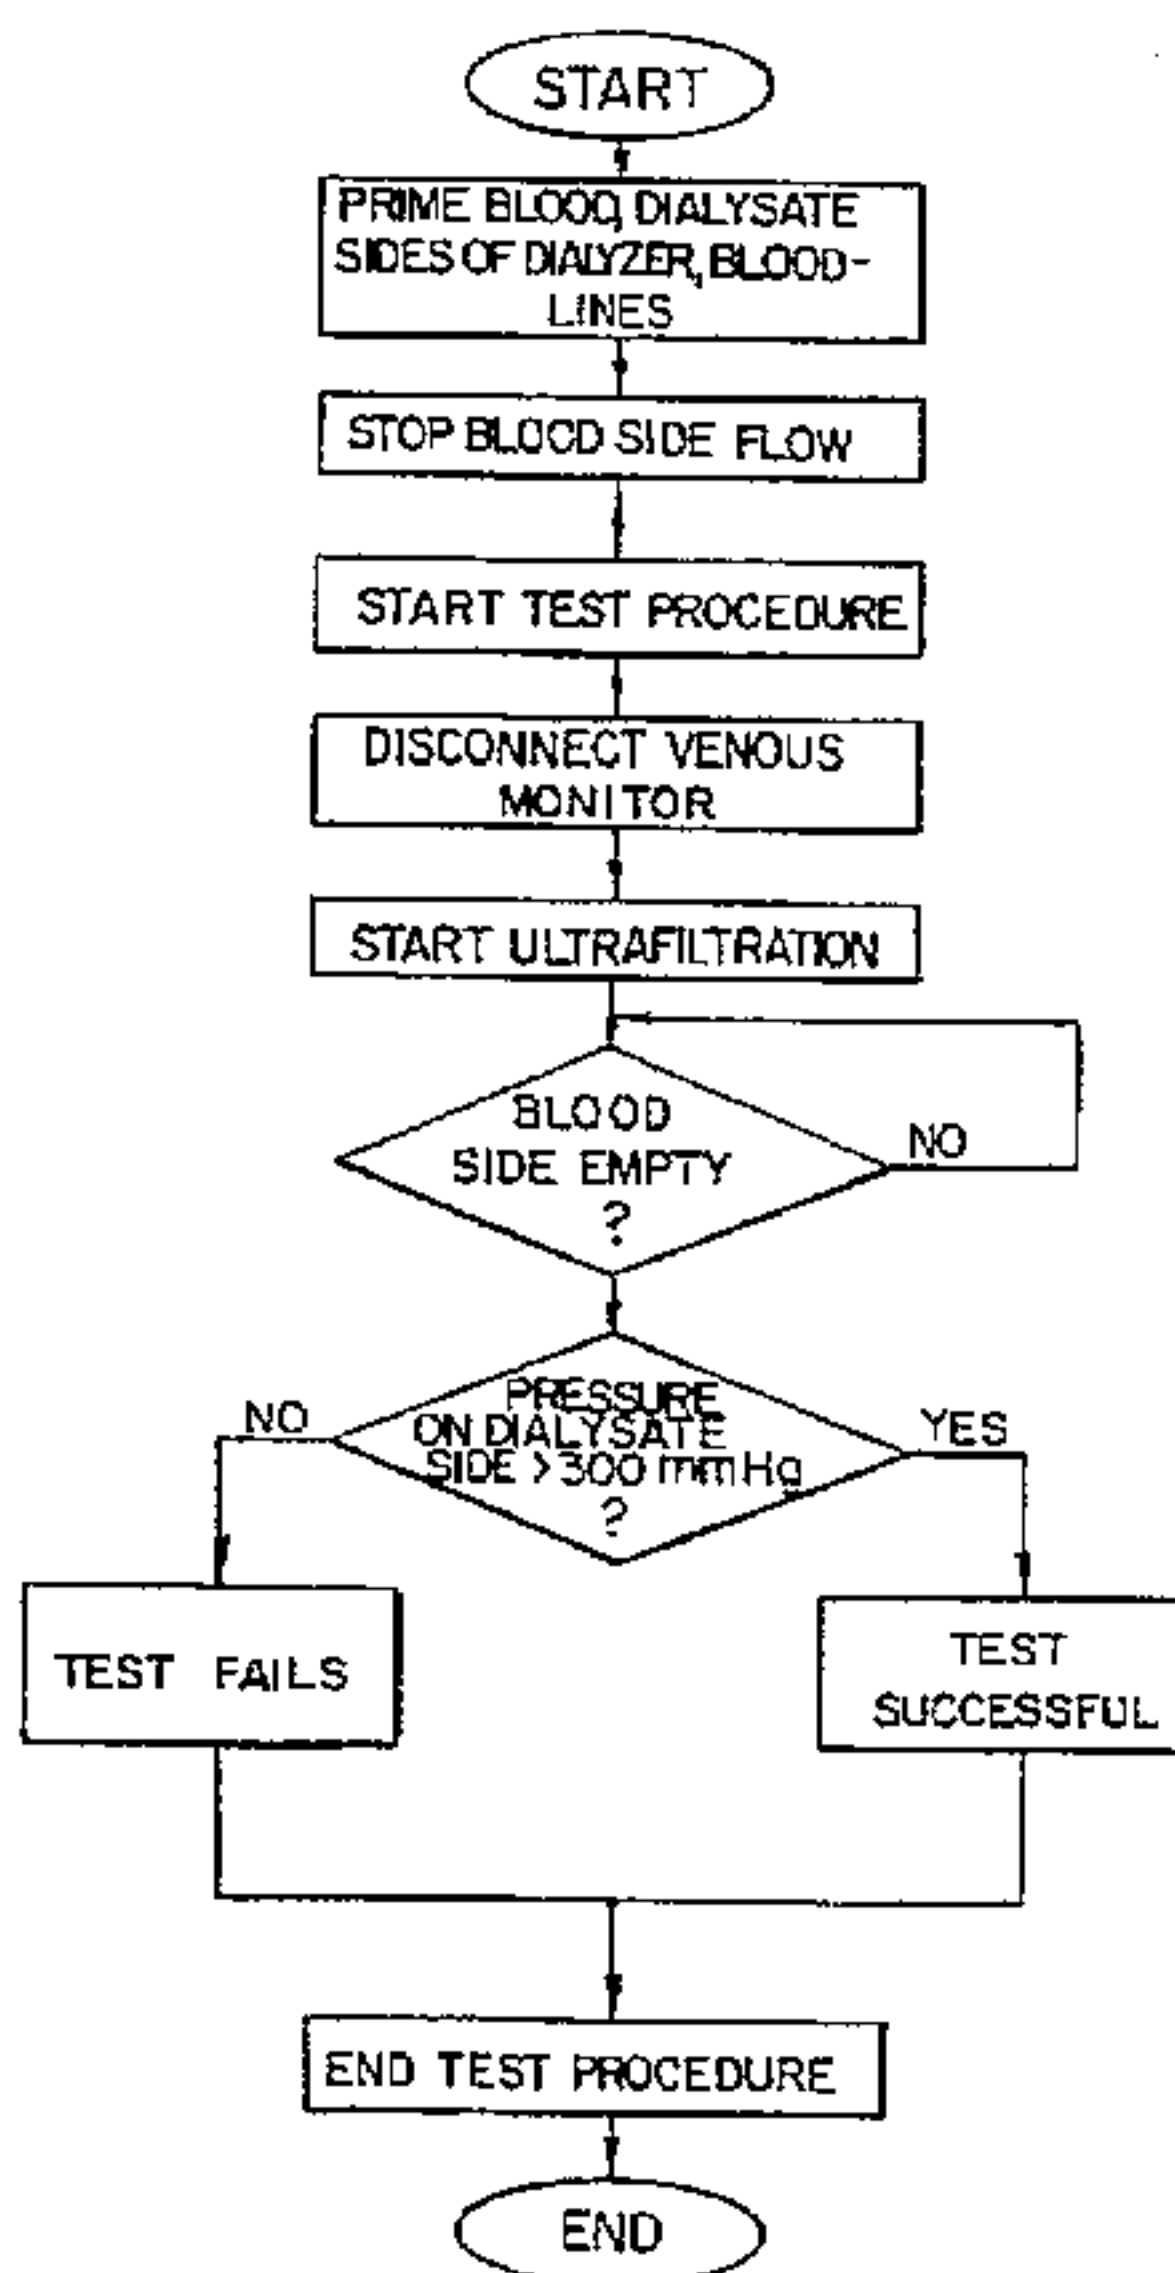 START
PRIME BLOOD, DIALYSATE
SIDES OF DIALYZER, BLOOD-
LINES
STOP BLOOD SIDE FLOW
START TEST PROCEDURE
DISCONNECT VENOUS
MONITOR
START ULTRAFILTRATION
BLOOD
SIDE EMPTY
?
NO
PRESSURE
ON DIALYSATE
SIDE > 300 mmHg
?
NO
YES
TEST FAILS
TEST
SUCCESSFUL
END TEST PROCEDURE
END